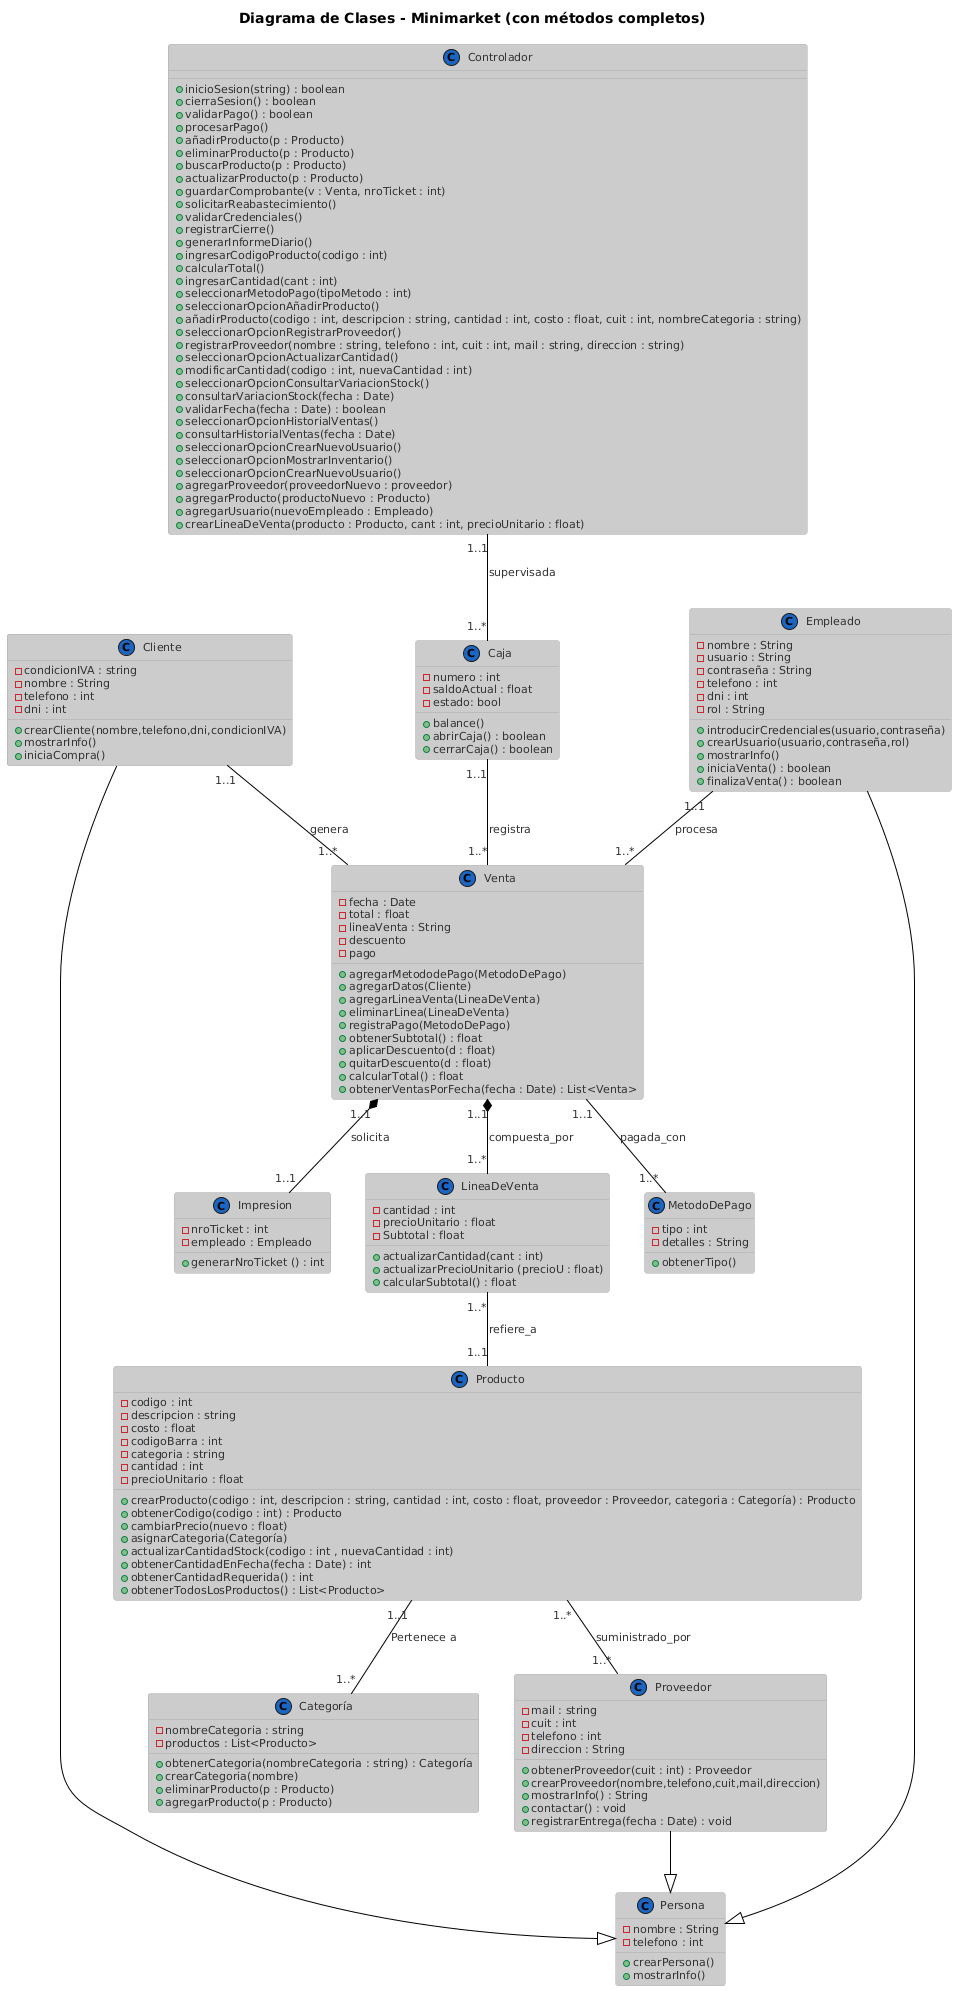 Diagrama de Clases - Minimarket (con métodos completos)
C Controlador
inicioSesion(string) : boolean
cierraSesion() : boolean
validarPago() : boolean
procesarPago()
añadirProducto(p : Producto)
eliminarProducto(p : Producto)
buscarProducto(p : Producto)
actualizarProducto(p : Producto)
guardarComprobante(v : Venta, nroTicket : int)
solicitarReabastecimiento()
validarCredenciales()
registrarCierre()
generarInformeDiario()
ingresarCodigoProducto(codigo : int)
calcularTotal()
ingresarCantidad(cant : int)
seleccionarMetodoPago(tipoMetodo : int)
seleccionarOpcionAñadirProducto()
añadirProducto(codigo : int, descripcion : string, cantidad : int, costo : float, cuit : int, nombreCategoria : string)
seleccionarOpcionRegistrarProveedor()
registrarProveedor(nombre : string, telefono : int, cuit : int, mail : string, direccion : string)
seleccionarOpcionActualizarCantidad()
modificarCantidad(codigo : int, nuevaCantidad : int)
seleccionarOpcionConsultarVariacionStock()
consultarVariacionStock(fecha : Date)
validarFecha(fecha : Date) : boolean
seleccionarOpcionHistorialVentas()
consultarHistorialVentas(fecha : Date)
seleccionarOpcionCrearNuevoUsuario()
seleccionarOpcionMostrarInventario()
seleccionarOpcionCrearNuevoUsuario()
agregarProveedor(proveedorNuevo : proveedor)
agregarProducto(productoNuevo : Producto)
agregarUsuario(nuevoEmpleado : Empleado)
crearLineaDeVenta(producto : Producto, cant : int, precioUnitario : float)
1..1
supervisada
1..*
C Cliente
condicionIVA : string
nombre : String
telefono : int
dni : int
crearCliente(nombre,telefono,dni,condicionIVA)
mostrarInfo()
iniciaCompra()
C Caja
numero : int
saldoActual : float
estado: bool
balance()
abrirCaja() : boolean
cerrarCaja() : boolean
C Empleado
nombre : String
usuario : String
contraseña : String
telefono : int
dni : int
rol : String
introducirCredenciales(usuario,contraseña)
crearUsuario(usuario,contraseña,rol)
mostrarInfo()
iniciaVenta() : boolean
finalizaVenta() : boolean
1..1
genera
1..*
1..1
registra
1..*
1..1
procesa
1..*
C Venta
fecha : Date
total : float
lineaVenta : String
descuento
pago
agregarMetododePago(MetodoDePago)
agregarDatos(Cliente)
agregarLineaVenta(LineaDeVenta)
eliminarLinea(LineaDeVenta)
registraPago(MetodoDePago)
obtenerSubtotal() : float
aplicarDescuento(d : float)
quitarDescuento(d : float)
calcularTotal() : float
obtenerVentasPorFecha(fecha : Date) : List<Venta>
1..1
solicita
1..1
1..1
compuesta_por
1..*
1..1
pagada_con
1..*
C Impresion
nroTicket : int
empleado : Empleado
generarNroTicket () : int
C LineaDeVenta
cantidad : int
precioUnitario : float
Subtotal : float
actualizarCantidad(cant : int)
actualizarPrecioUnitario (precioU : float)
calcularSubtotal() : float
C MetodoDePago
tipo : int
detalles : String
obtenerTipo()
1..*
refiere_a
1..1
C Producto
codigo : int
descripcion : string
costo : float
codigoBarra : int
categoria : string
cantidad : int
precioUnitario : float
crearProducto(codigo : int, descripcion : string, cantidad : int, costo : float, proveedor : Proveedor, categoria : Categoría) : Producto
obtenerCodigo(codigo : int) : Producto
cambiarPrecio(nuevo : float)
asignarCategoria(Categoría)
actualizarCantidadStock(codigo : int , nuevaCantidad : int)
obtenerCantidadEnFecha(fecha : Date) : int
obtenerCantidadRequerida() : int
obtenerTodosLosProductos() : List<Producto>
1..1
Pertenece a
1..*
1..*
suministrado_por
1..*
C Categoría
nombreCategoria : string
productos : List<Producto>
obtenerCategoria(nombreCategoria : string) : Categoría
crearCategoria(nombre)
eliminarProducto(p : Producto)
agregarProducto(p : Producto)
C Proveedor
mail : string
cuit : int
telefono : int
direccion : String
obtenerProveedor(cuit : int) : Proveedor
crearProveedor(nombre,telefono,cuit,mail,direccion)
mostrarInfo() : String
contactar() : void
registrarEntrega(fecha : Date) : void
C Persona
nombre : String
telefono : int
crearPersona()
mostrarInfo()